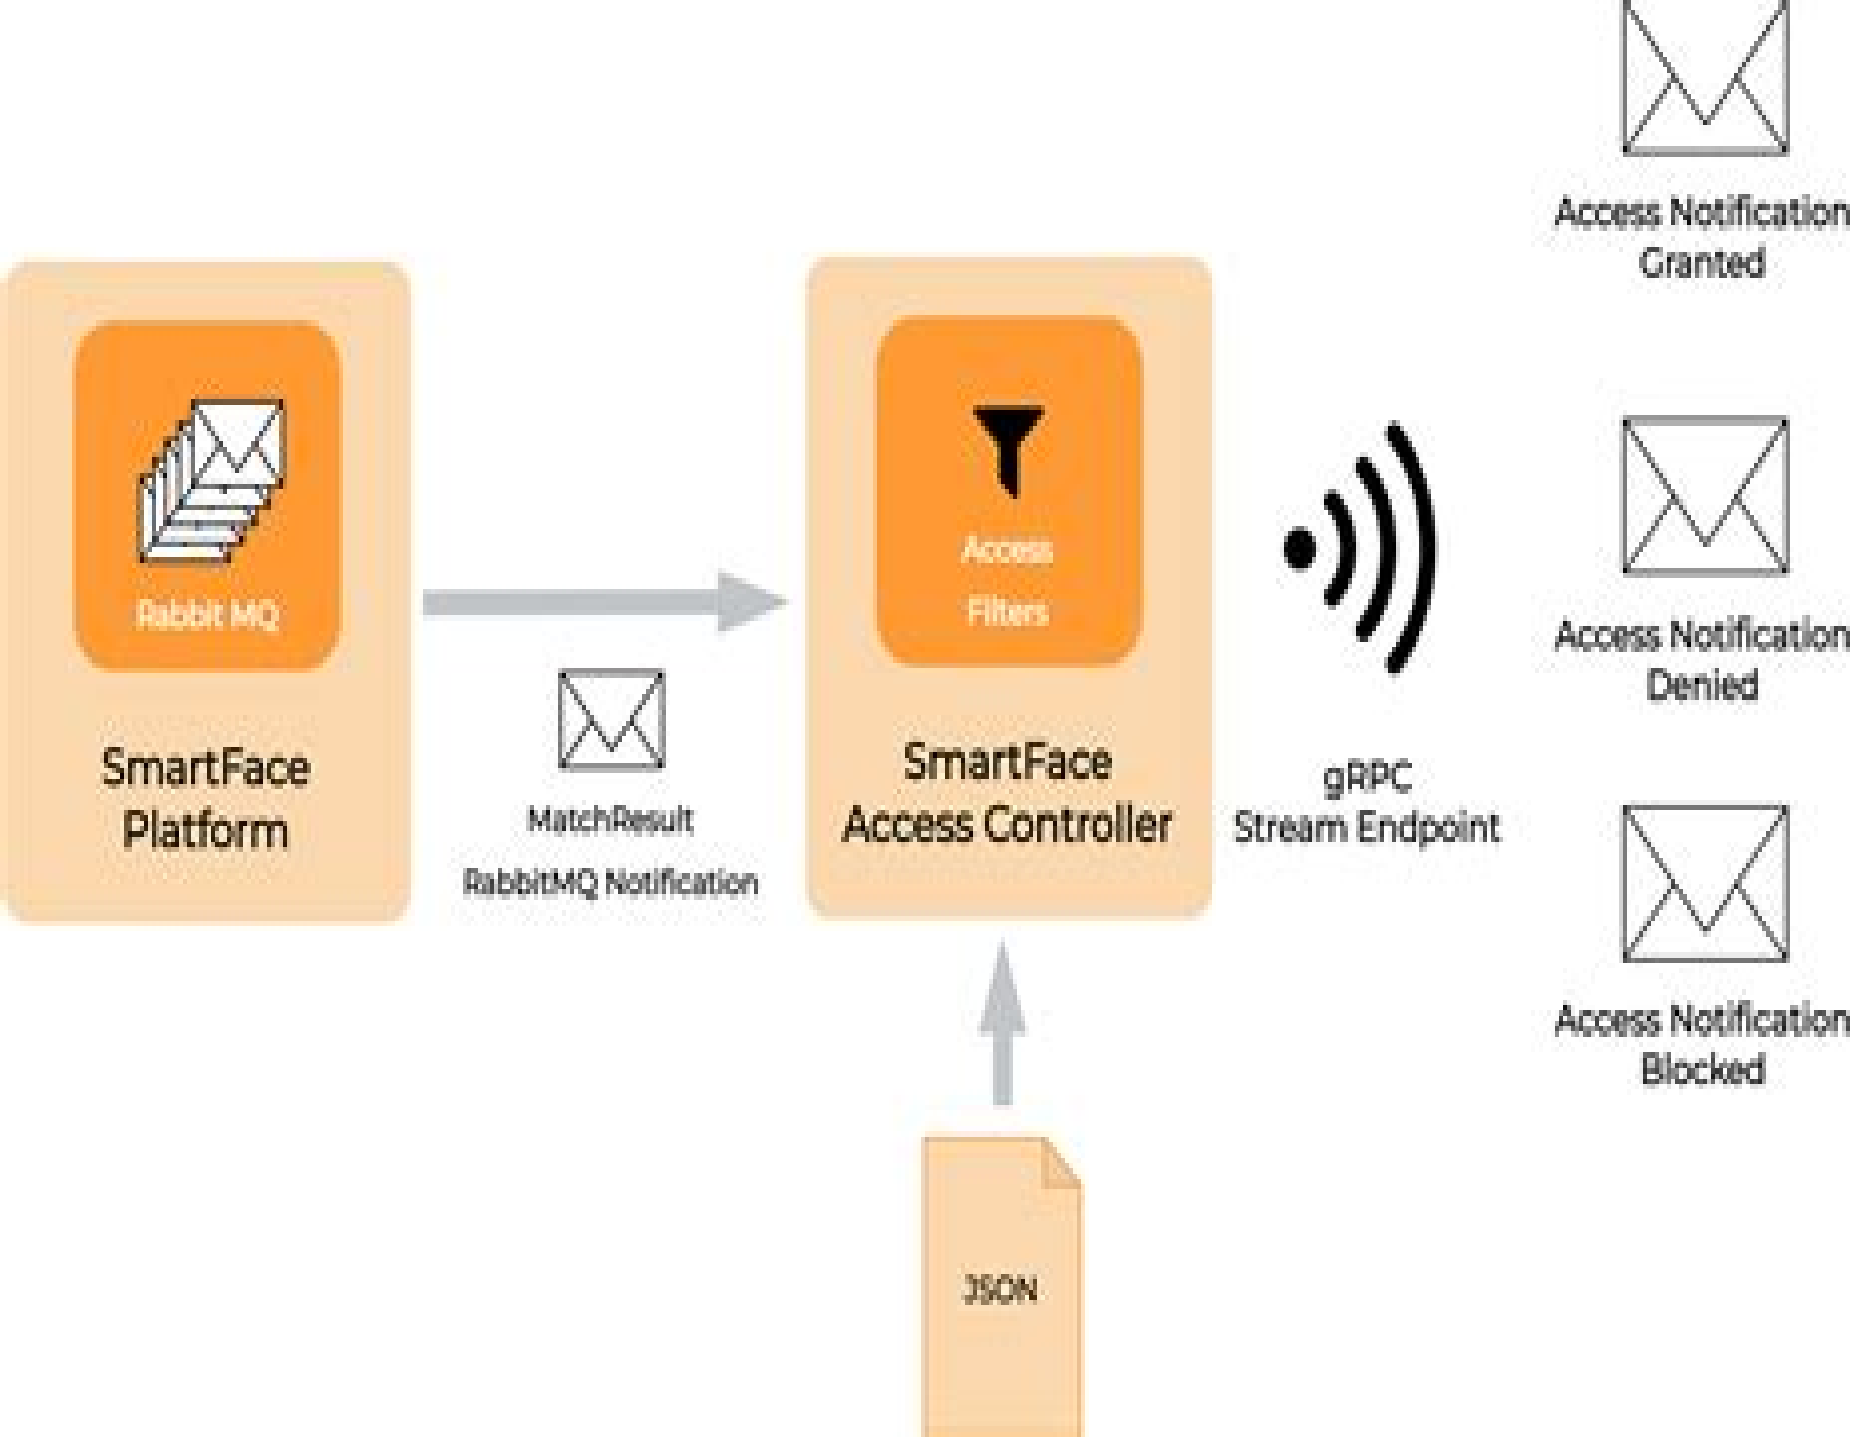 Access Notification
Granted
Rabbit MQ
SmartFace
Platform
MatchResult
RabbitMQ Notification
Access
Filters
SmartFace
Access Controller
gRPC
Stream Endpoint
Access Notification
Denied
Access Notification
Blocked
JSON